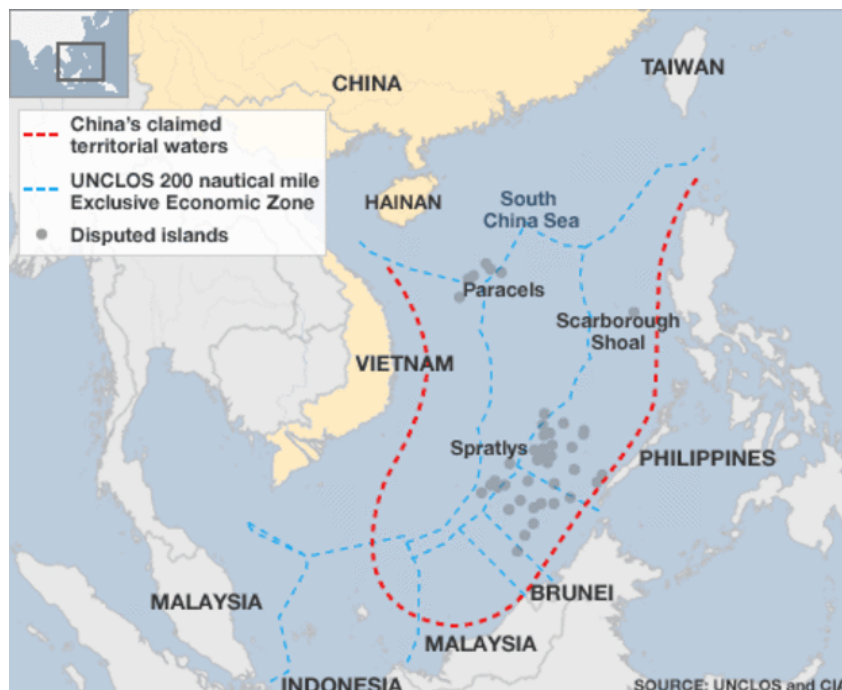 CHINA
TAIWAN
China's claimed
territorial waters
UNCLOS 200 nautical mile
Exclusive Economic Zone
Disputed islands
HAINAN
South
China Sea
Paracels
Scarborough
Shoal
VIETNAM
Spratlys
PHILIPPINES
MALAYSIA
BRUNEI
MALAYSIA
INDONESIA
SOURCE: UNCLOS and CIA